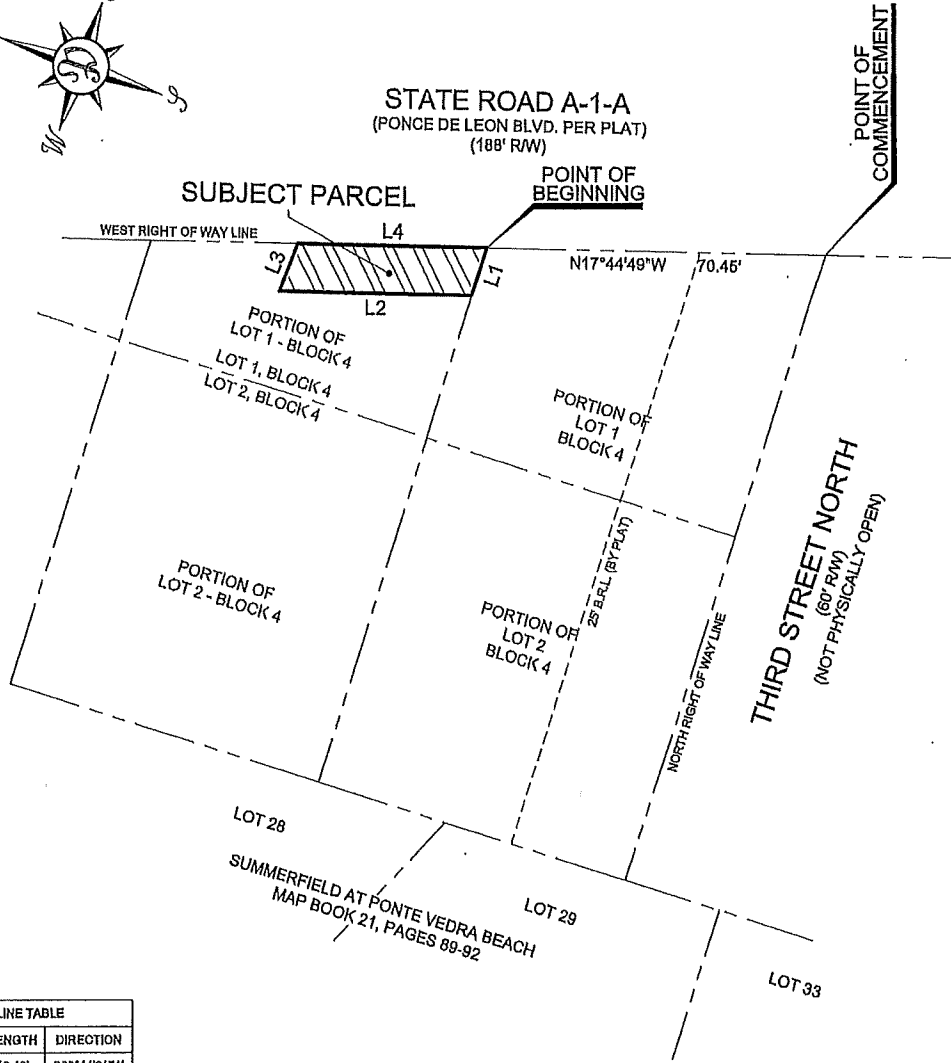 W
S
STATE ROAD A-1-A
(PONCE DE LEON BLVD. PER PLAT)
(188' R/W)
POINT OF
COMMENCEMENT
POINT OF
BEGINNING
SUBJECT PARCEL
WEST RIGHT OF WAY LINE
L4
L3
L1
L2
N17°44'49"W
70.45'
PORTION OF
LOT 1 - BLOCK 4
LOT 1, BLOCK 4
LOT 2, BLOCK 4
PORTION OF
LOT 1
BLOCK 4
PORTION OF
LOT 2 - BLOCK 4
PORTION OF
LOT 2
BLOCK 4
25' B.R.L. (BY PLAT)
NORTH RIGHT OF WAY LINE
THIRD STREET NORTH
(60' R/W)
(NOT PHYSICALLY OPEN)
LOT 28
SUMMERFIELD AT PONTE VEDRA BEACH
MAP BOOK 21, PAGES 89-92
LOT 29
LOT 33
LINE TABLE
DIRECTION